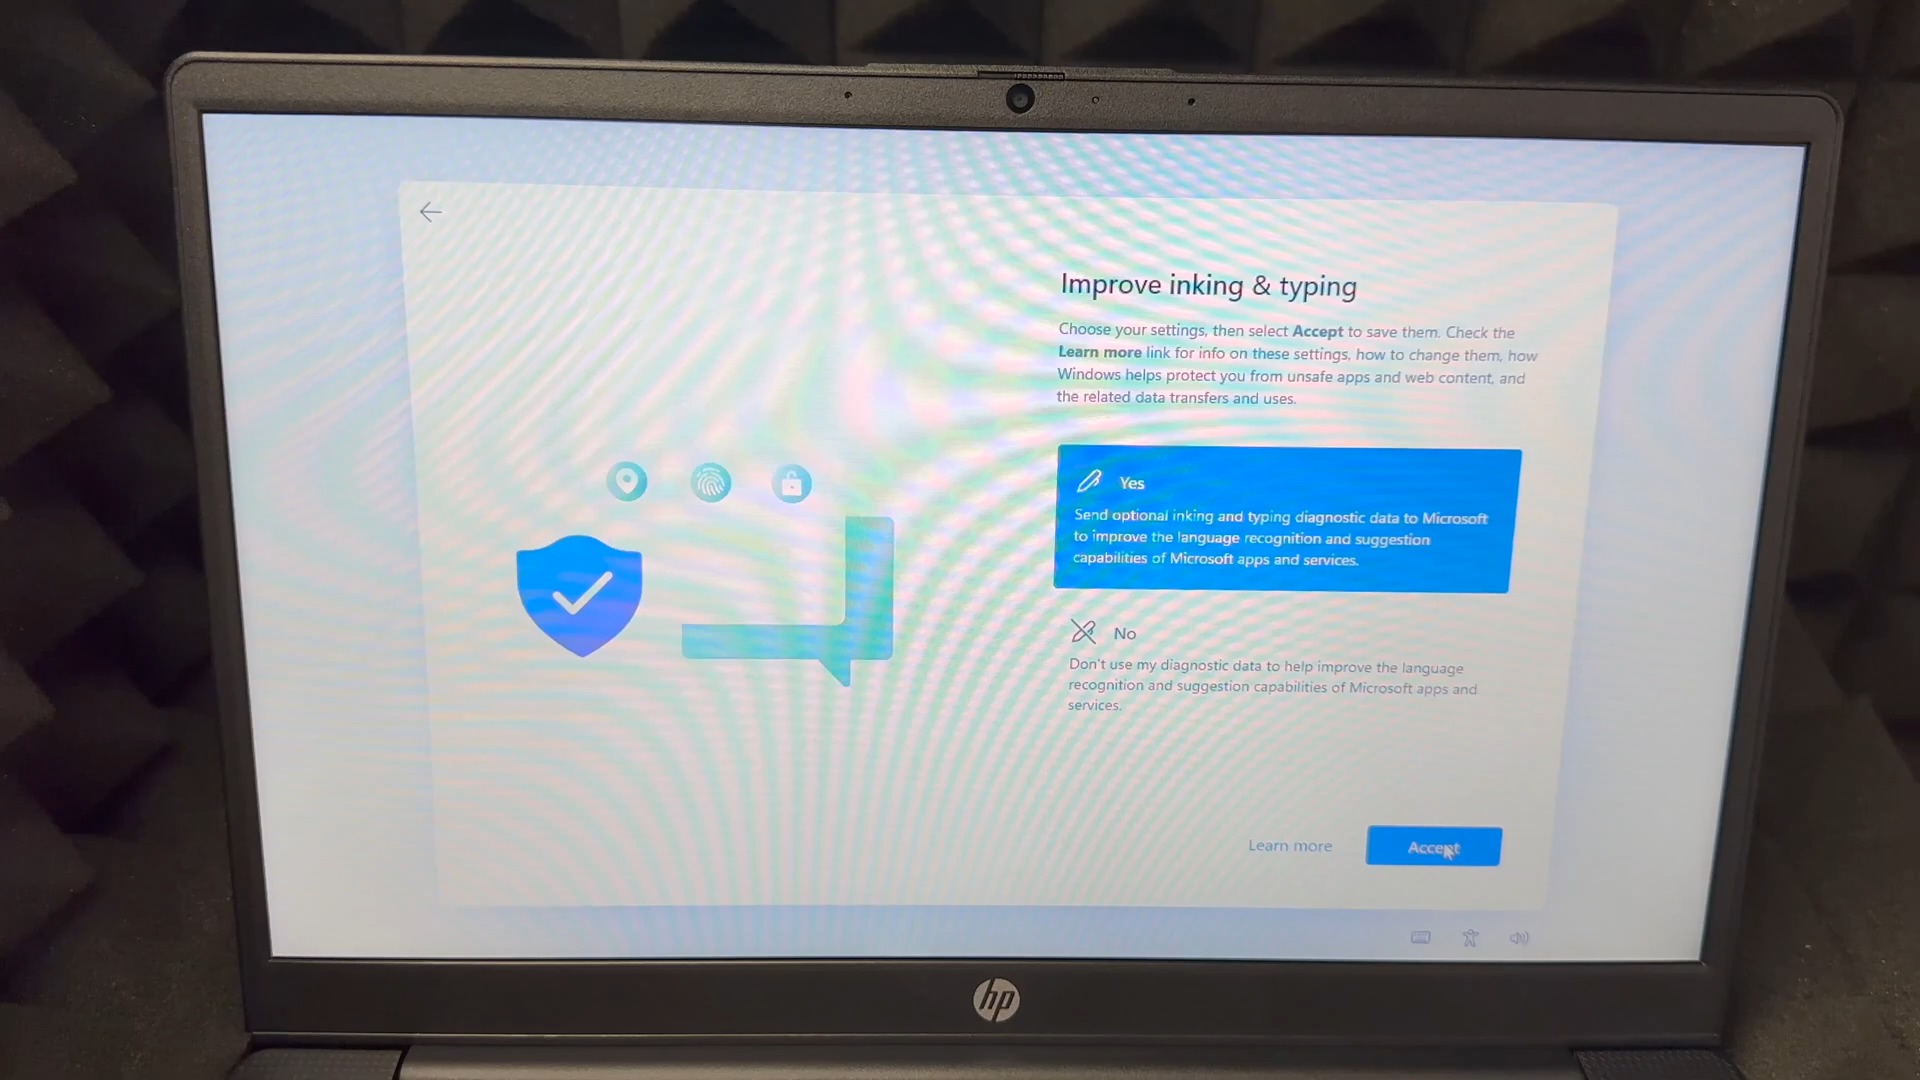 Improve inking & typing
Choose your settings, then select Accept to save them. Check the
Learn more link for info on these settings, how to change them, how
Windows helps protect you from unsafe apps and web content, and
the related data transfers and uses.
Yes
Send optional inking and typing diagnostic data to Microsoft
to improve the language recognition and suggestion
capabilities of Microsoft apps and services.
No
Don't use my diagnostic data to help improve the language
recognition and suggestion capabilities of Microsoft apps and
services.
Learn more
Accept
hp